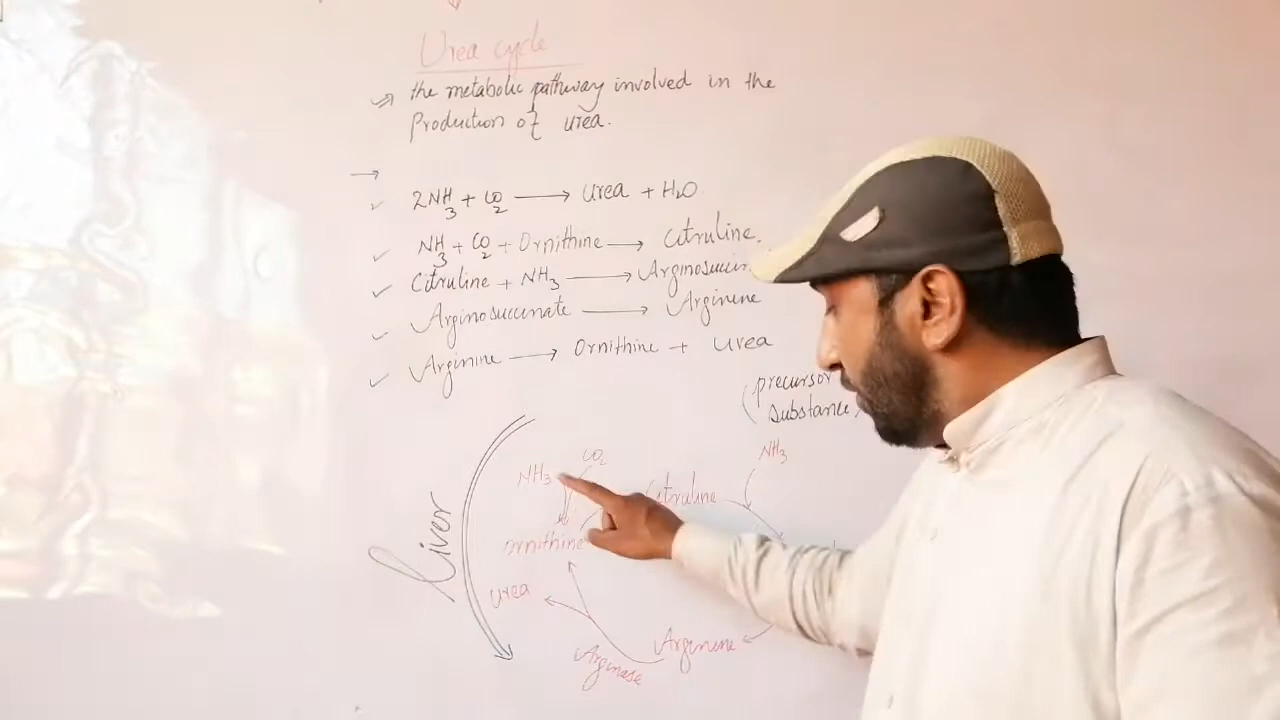 Urea cycle
the metabolic pathway involved in the
Production of urea.
2NH3 + CO2 → Urea + H2O
NH3 + CO2 + Ornithine → Citruline.
Citruline + NH3 → Arginosuccin
Arginosuccinate → Arginine
Arginine → Ornithine + Urea
(precursor
substance)
NH3 CO2 NH3
Citruline
Ornithine
Liver
Urea
Arginine
Arginase